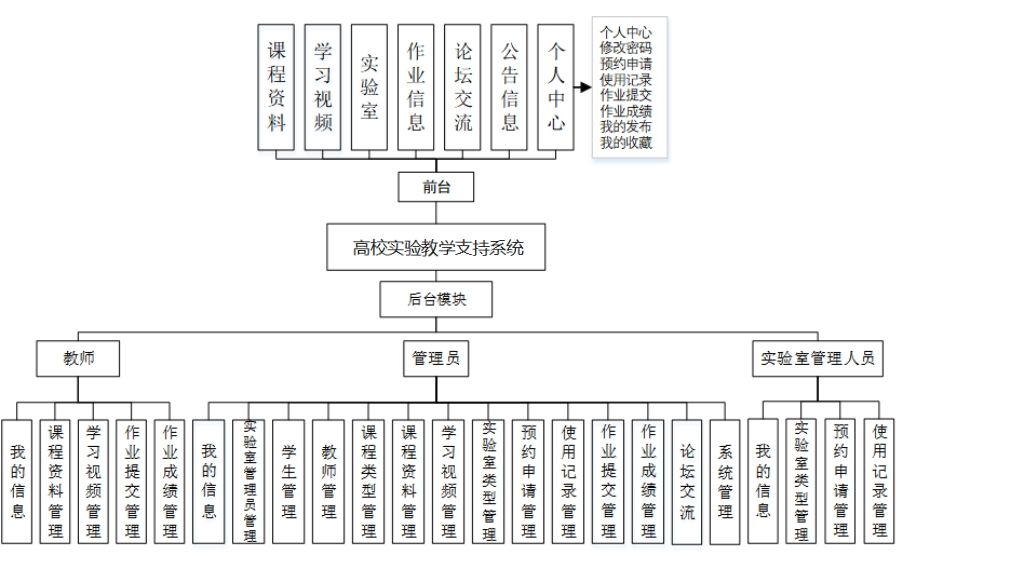 课程资料
学习视频
实验室
作业信息
论坛交流
公告信息
个人中心
个人中心
修改密码
预约申请
使用记录
作业提交
作业成绩
我的发布
我的收藏
前台
高校实验教学支持系统
后台模块
教师
管理员
实验室管理人员
我的信息
课程资料管理
学习视频管理
作业提交管理
作业成绩管理
我的信息
实验室管理员管理
学生管理
教师管理
课程类型管理
课程资料管理
学习视频管理
实验室类型管理
预约申请管理
使用记录管理
作业提交管理
作业成绩管理
论坛交流
系统管理
我的信息
实验室类型管理
预约申请管理
使用记录管理